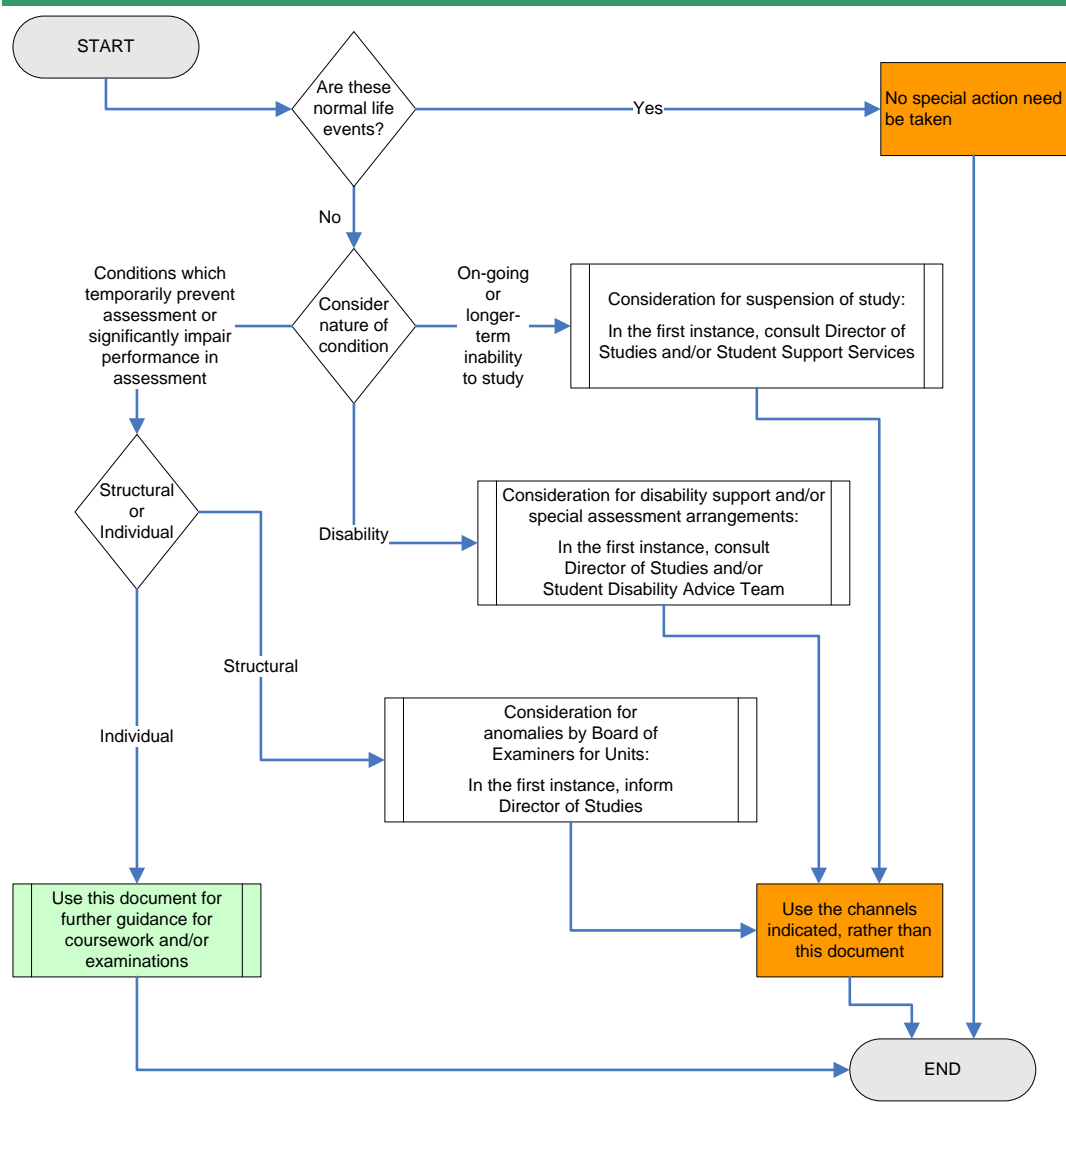 START
Are these
normal life
events?
Yes
No special action need
be taken
No
Conditions which
temporarily prevent
assessment or
significantly impair
performance in
assessment
Consider
nature of
condition
On-going
or
longer-
term
inability
to study
Consideration for suspension of study:
In the first instance, consult Director of
Studies and/or Student Support Services
Structural
or
Individual
Disability
Consideration for disability support and/or
special assessment arrangements:
In the first instance, consult
Director of Studies and/or
Student Disability Advice Team
Structural
Individual
Consideration for
anomalies by Board of
Examiners for Units:
In the first instance, inform
Director of Studies
Use this document for
further guidance for
coursework and/or
examinations
Use the channels
indicated, rather than
this document
END